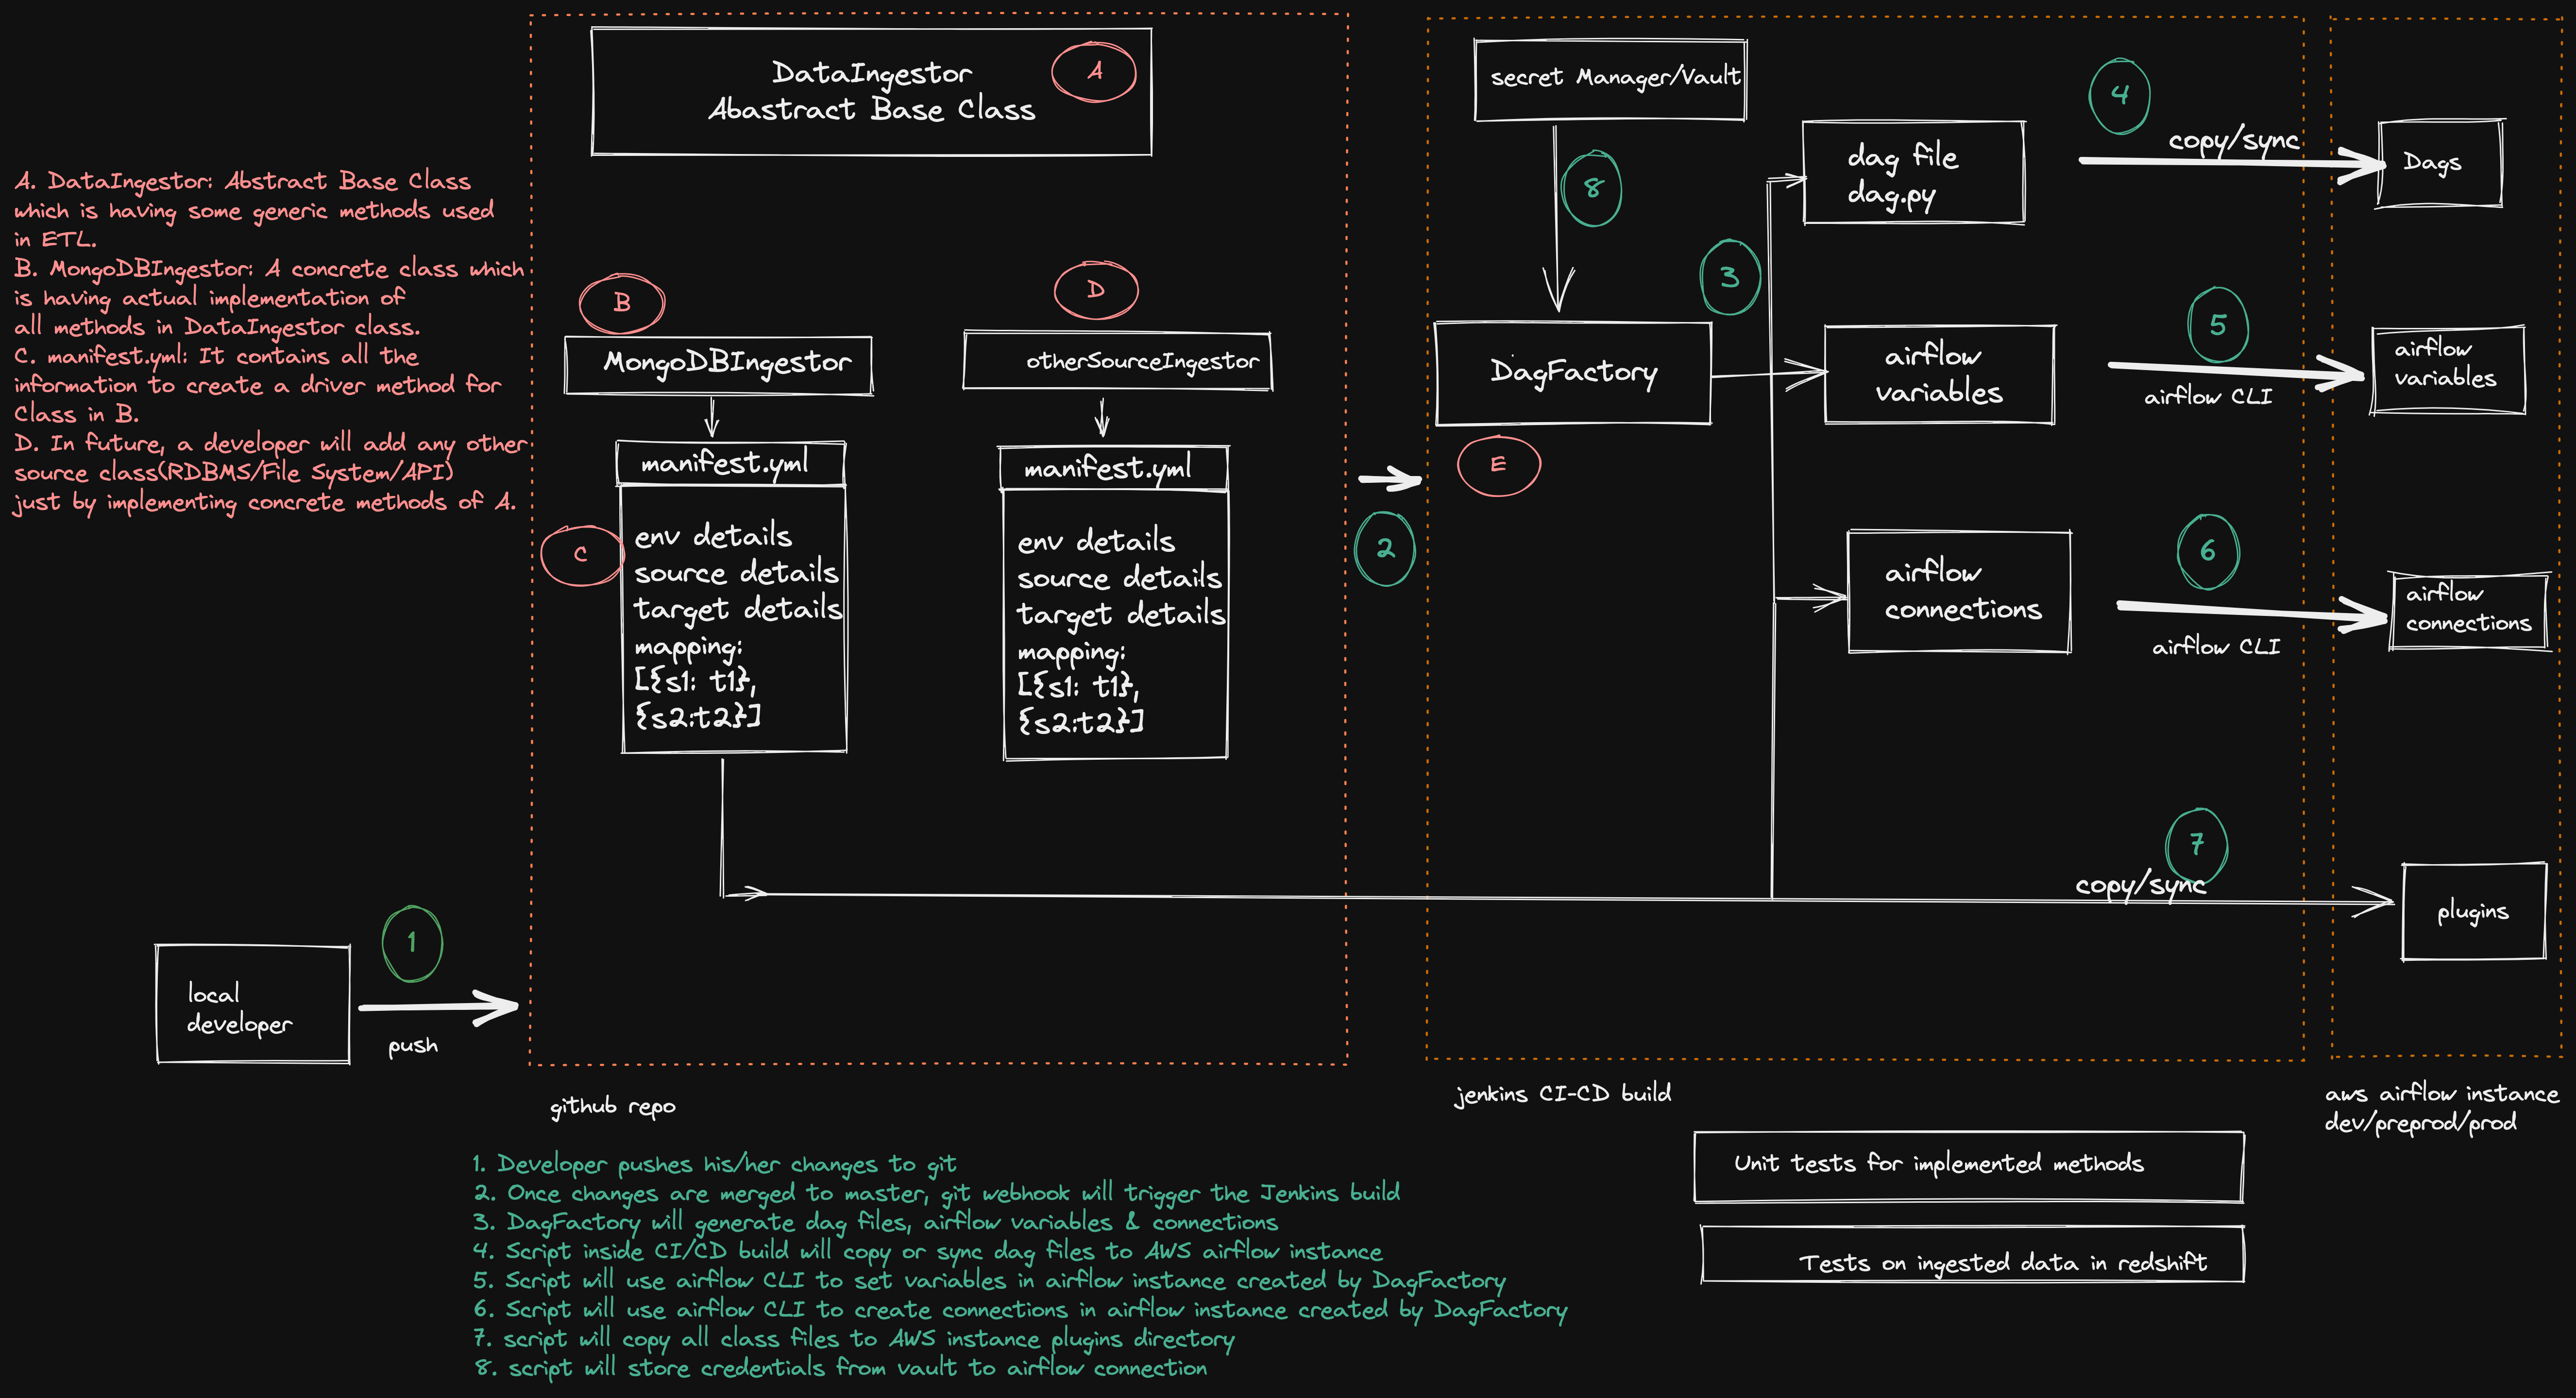 DataIngestor
Abastract Base Class
A
A. DataIngestor: Abstract Base Class
which is having some generic methods used
in ETL.
B. MongoDBIngestor: A concrete class which
is having actual implementation of
all methods in DataIngestor class.
C. manifest.yml: It contains all the
information to create a driver method for
Class in B.
D. In future, a developer will add any other
source class(RDBMS/File System/API)
just by implementing concrete methods of A.
B
MongoDBIngestor
manifest.yml
C
env details
source details
target details
mapping:
[{s1: t1},
{s2:t2}]
D
otherSourceIngestor
manifest.yml
env details
source details
target details
mapping:
[{s1: t1},
{s2:t2}]
2
secret Manager/Vault
8
DagFactory
E
3
dag file
dag.py
airflow
variables
airflow
connections
4
copy/sync
5
airflow CLI
6
airflow CLI
7
copy/sync
Dags
airflow
variables
airflow
connections
plugins
local
developer
1
push
github repo
jenkins CI-CD build
aws airflow instance
dev/preprod/prod
Unit tests for implemented methods
Tests on ingested data in redshift
1. Developer pushes his/her changes to git
2. Once changes are merged to master, git webhook will trigger the Jenkins build
3. DagFactory will generate dag files, airflow variables & connections
4. Script inside CI/CD build will copy or sync dag files to AWS airflow instance
5. Script will use airflow CLI to set variables in airflow instance created by DagFactory
6. Script will use airflow CLI to create connections in airflow instance created by DagFactory
7. script will copy all class files to AWS instance plugins directory
8. script will store credentials from vault to airflow connection